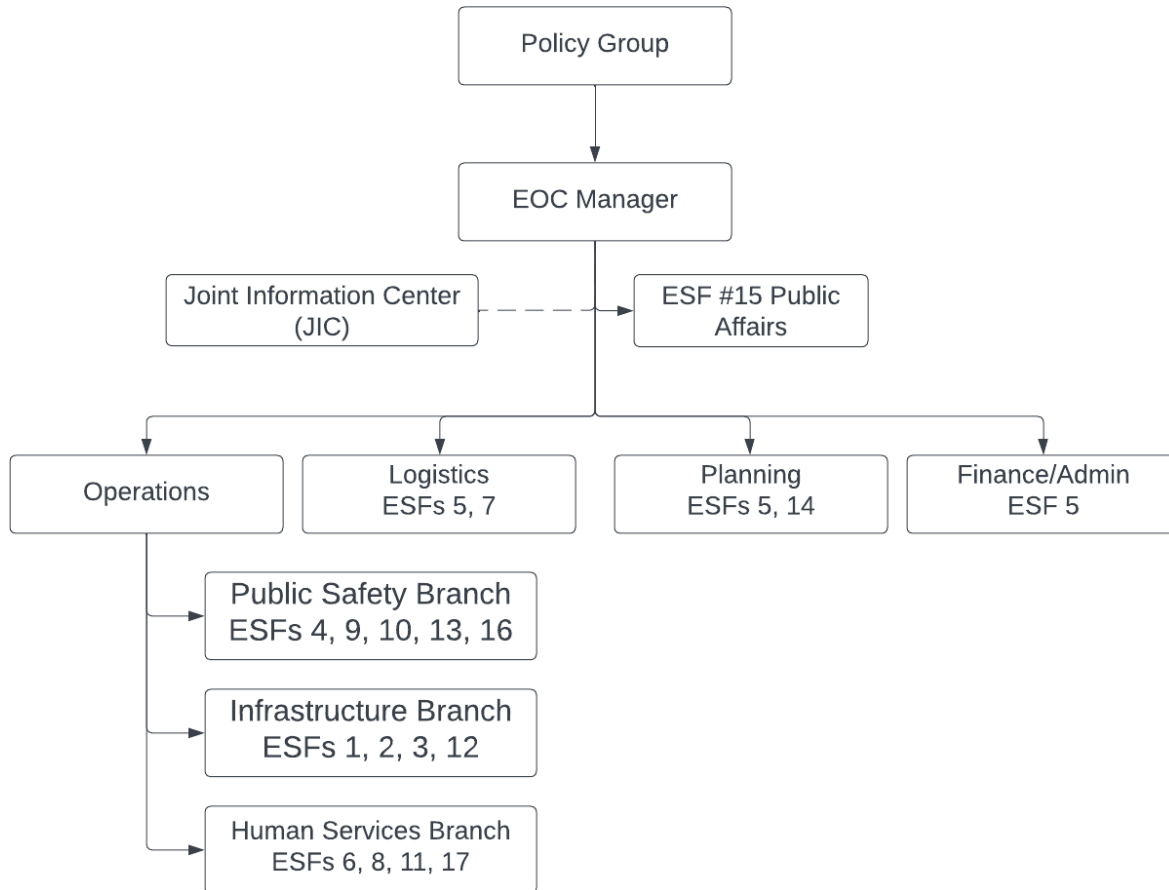 Policy Group
EOC Manager
Joint Information Center
(JIC)
ESF #15 Public
Affairs
Operations
Logistics
ESFs 5, 7
Planning
ESFs 5, 14
Finance/Admin
ESF 5
Public Safety Branch
ESFs 4, 9, 10, 13, 16
Infrastructure Branch
ESFs 1, 2, 3, 12
Human Services Branch
ESFs 6, 8, 11, 17